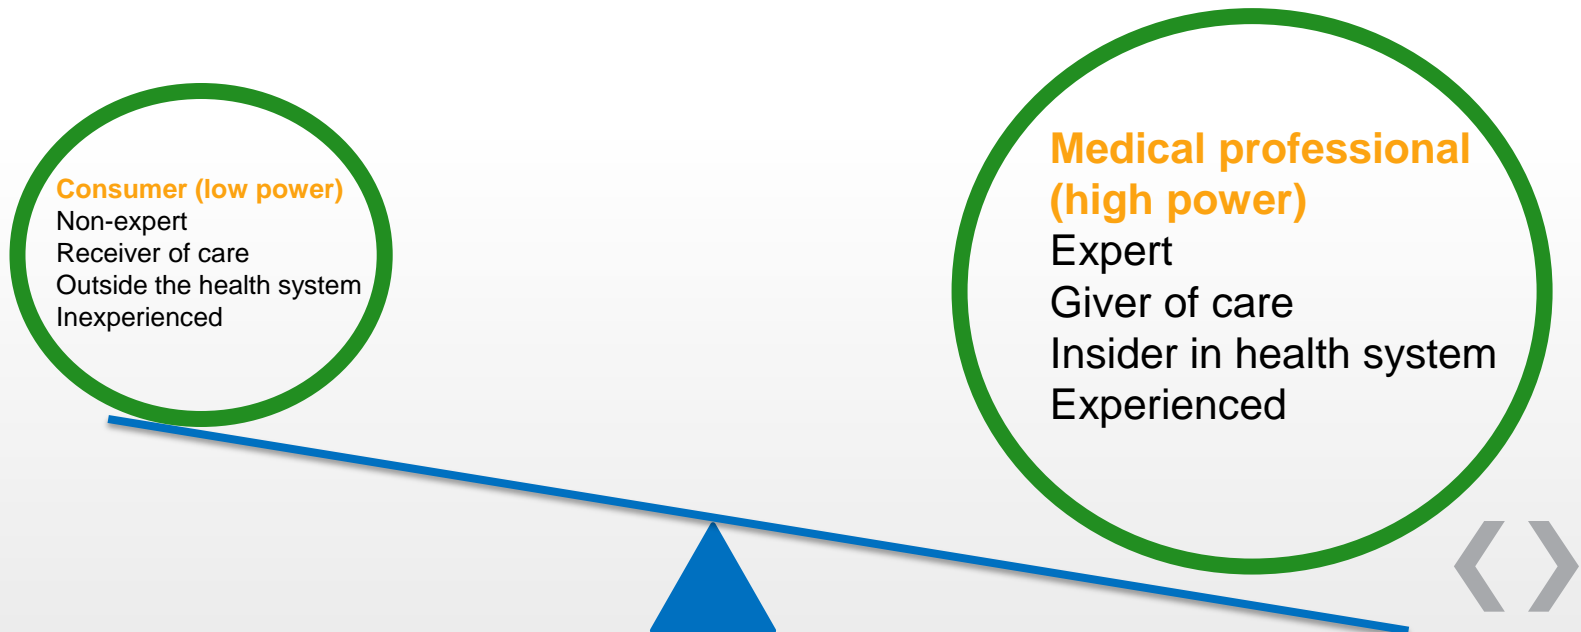 Consumer (low power)
Non-expert
Receiver of care
Outside the health system
Inexperienced
Medical professional
(high power)
Expert
Giver of care
Insider in health system
Experienced